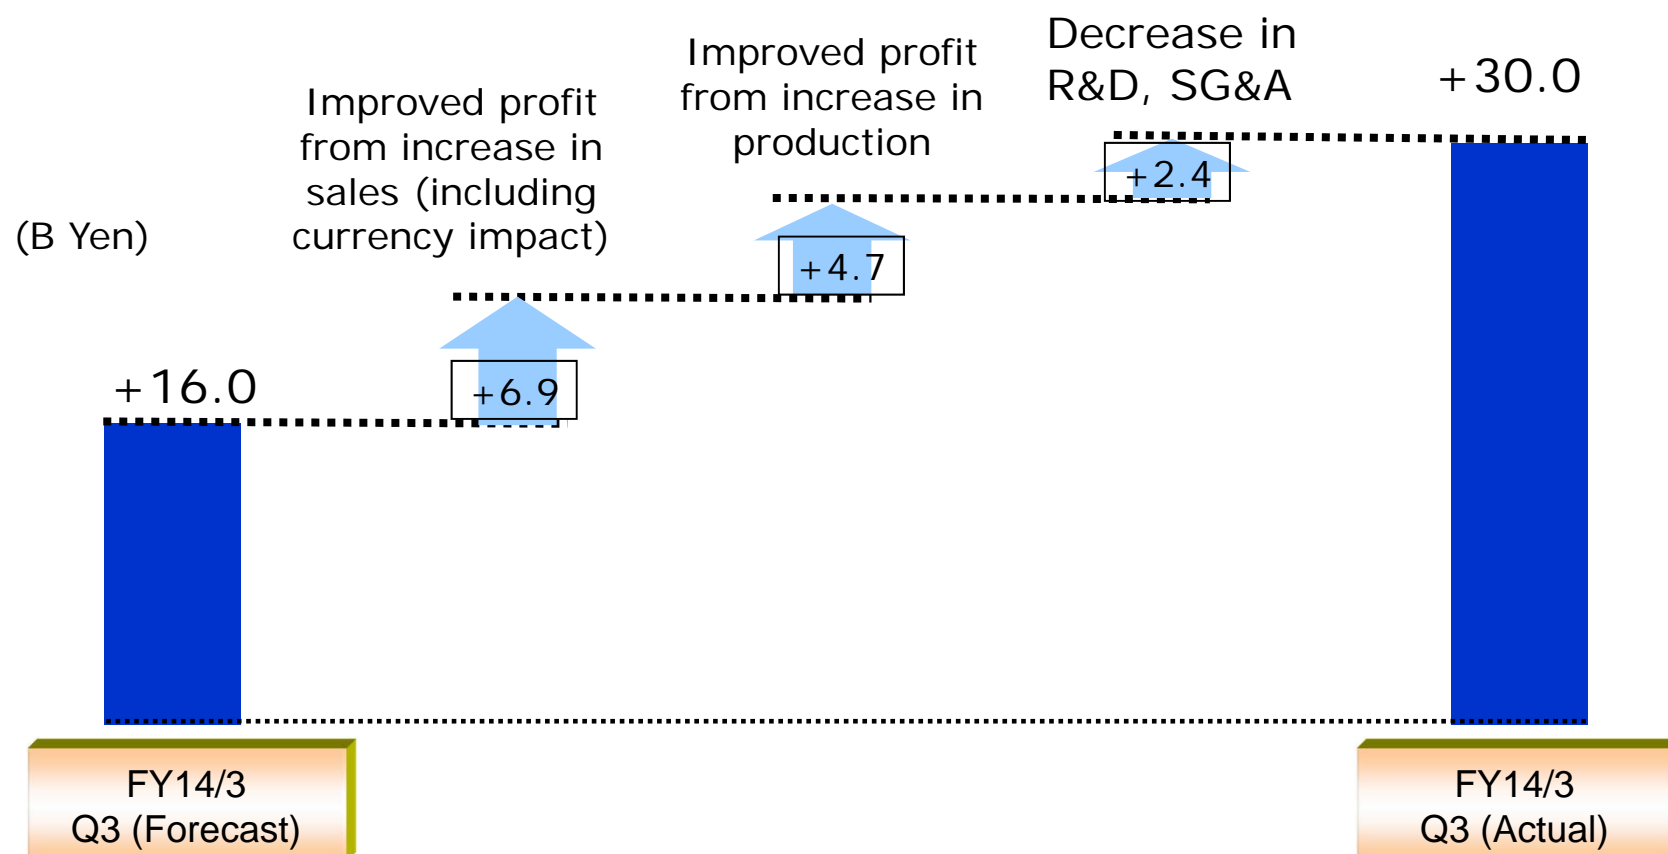 (B Yen)
+16.0
Improved profit
from increase in
sales (including
currency impact)
+6.9
Improved profit
from increase in
production
+4.7
Decrease in
R&D, SG&A
+2.4
+30.0
FY14/3
Q3 (Forecast)
FY14/3
Q3 (Actual)